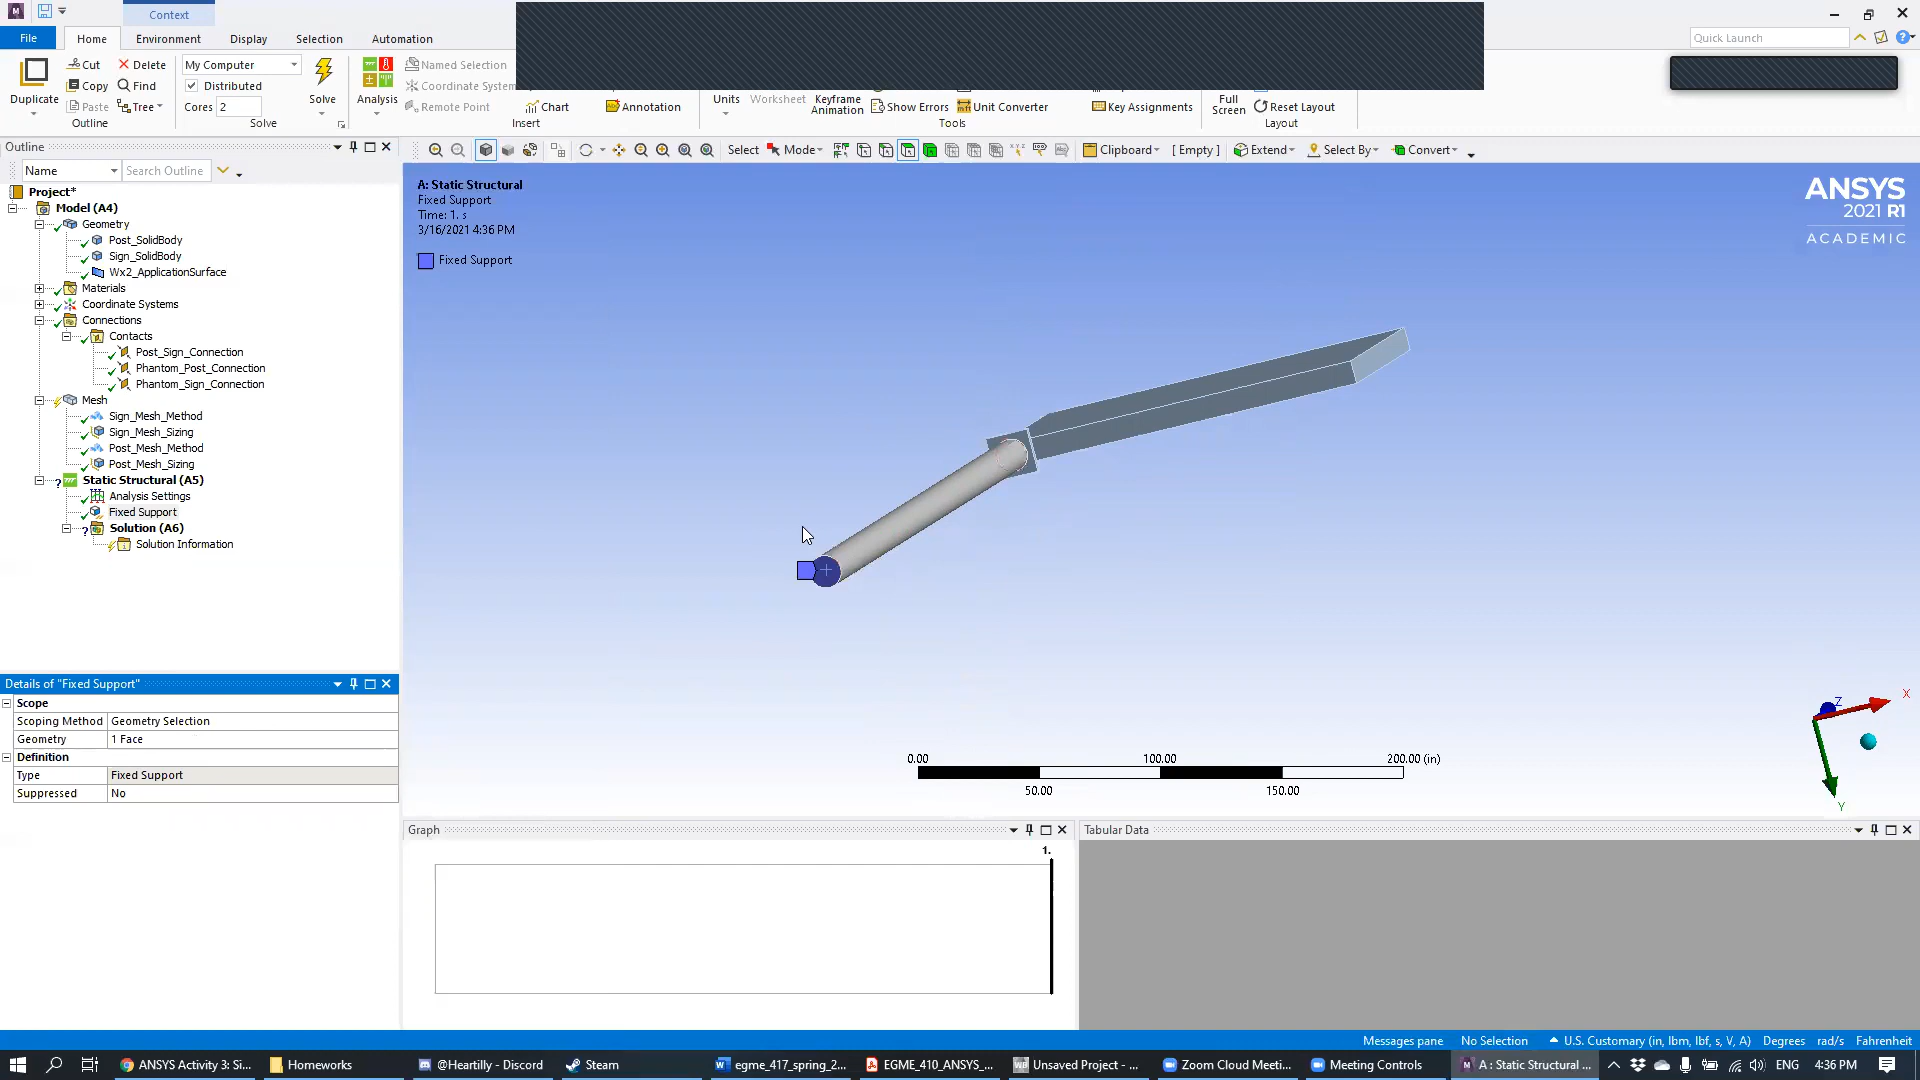 Context
File
Home
Environment
Display
Selection
Automation
Quick Launch
Duplicate
Cut
Copy
Paste
Delete
Find
Tree
Outline
My Computer
Distributed
Cores 2
Solve
Solve
Analysis
Named Selection
Coordinate System
Remote Point
Chart
Annotation
Insert
Units
Worksheet
Keyframe
Animation
Show Errors
Unit Converter
Key Assignments
Tools
Full
Screen
Reset Layout
Layout
Outline
Name
Search Outline
Select
Mode
Clipboard
[ Empty ]
Extend
Select By
Convert
Project*
Model (A4)
Geometry
Post_SolidBody
Sign_SolidBody
Wx2_ApplicationSurface
Materials
Coordinate Systems
Connections
Contacts
Post_Sign_Connection
Phantom_Post_Connection
Phantom_Sign_Connection
Mesh
Sign_Mesh_Method
Sign_Mesh_Sizing
Post_Mesh_Method
Post_Mesh_Sizing
Static Structural (A5)
Analysis Settings
Fixed Support
Solution (A6)
Solution Information
A: Static Structural
Fixed Support
Time: 1. s
3/16/2021 4:36 PM
Fixed Support
ANSYS
2021 R1
ACADEMIC
Z
X
Y
0.00
100.00
200.00 (in)
50.00
150.00
Details of "Fixed Support"
Scope
Scoping Method
Geometry Selection
Geometry
1 Face
Definition
Type
Fixed Support
Suppressed
No
Graph
1.
Tabular Data
Messages pane
No Selection
U.S. Customary (in, lbm, lbf, s, V, A)
Degrees
rad/s
Fahrenheit
ANSYS Activity 3: Si...
Homeworks
@Heartilly - Discord
Steam
egme_417_spring_2...
EGME_410_ANSYS_...
Unsaved Project - ...
Zoom Cloud Meeti...
Meeting Controls
A : Static Structural ...
ENG
4:36 PM